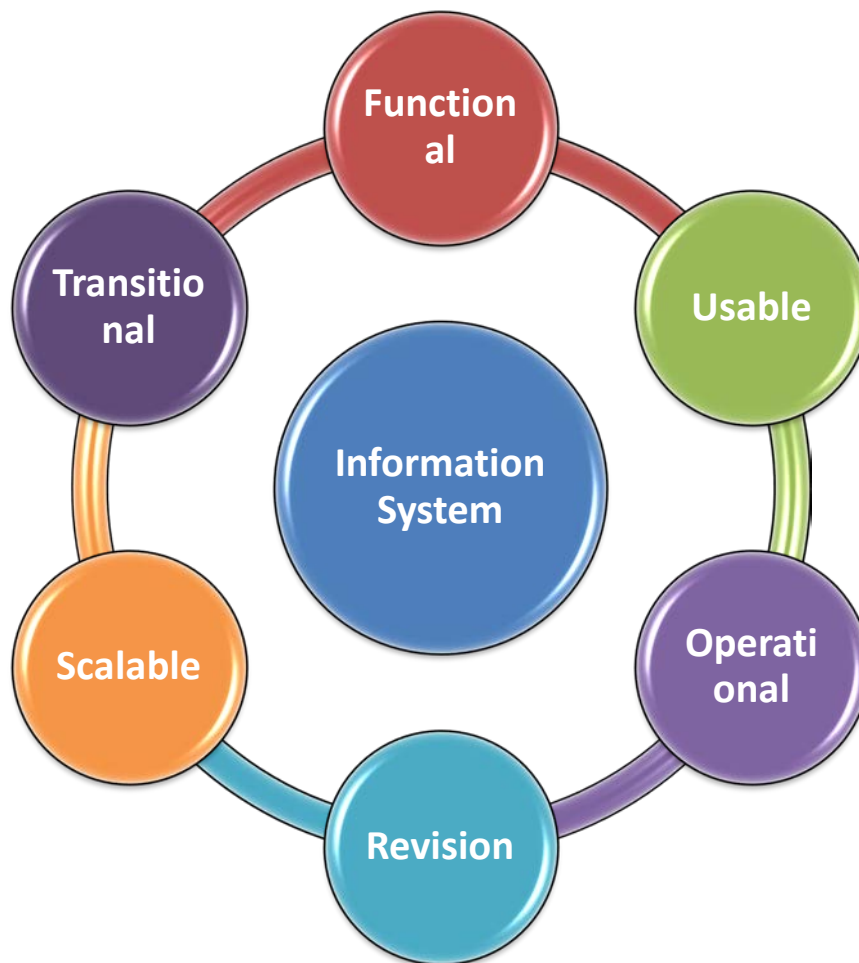 Function
al
Usable
Operati
onal
Revision
Scalable
Transitio
nal
Information
System